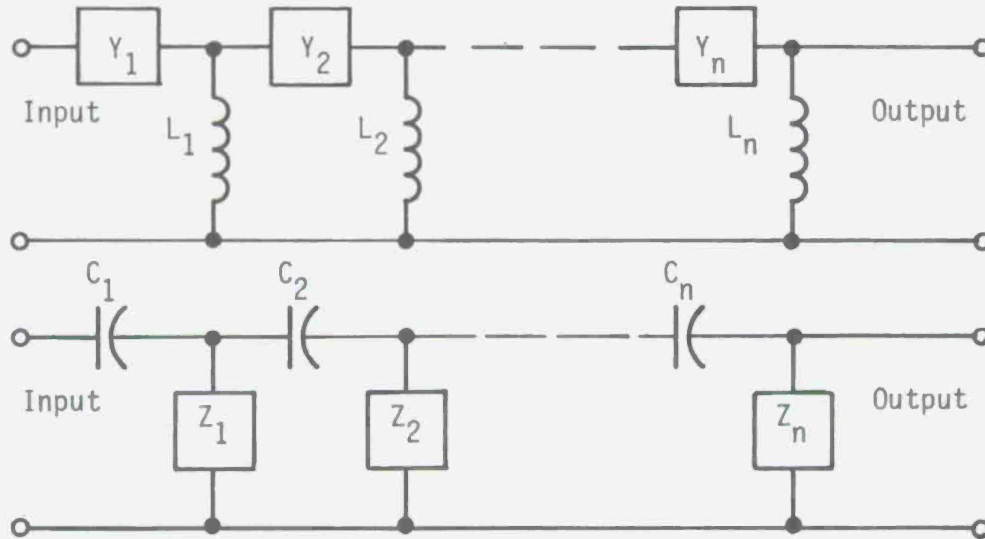 Y1 Y2 Yn
Input L1 L2 Ln Output
C1 C2 Cn
Input Z1 Z2 Zn Output